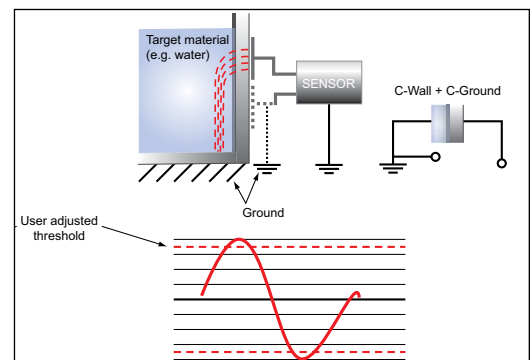 Target material
(e.g. water)
SENSOR
C-Wall + C-Ground
Ground
User adjusted
threshold